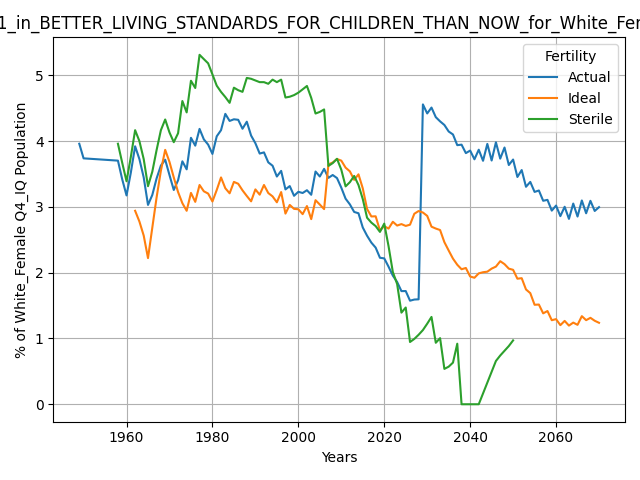 1_in_BETTER_LIVING_STANDARDS_FOR_CHILDREN_THAN_NOW_for_White_Fem
Fertility
Actual
Ideal
Sterile
% of White_Female Q4_IQ Population
5
4
3
2
1
0
1960 1980 2000 2020 2040 2060
Years